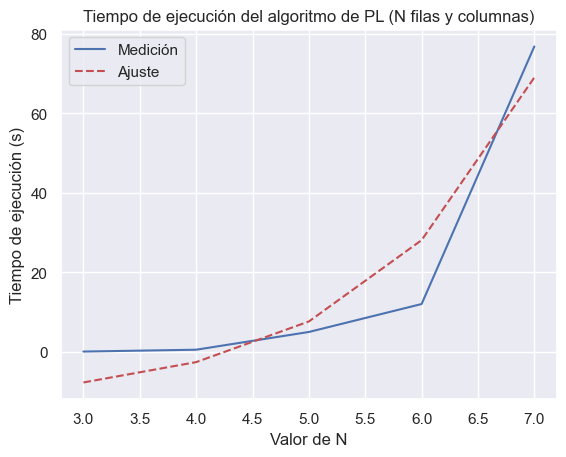 Tiempo de ejecución del algoritmo de PL (N filas y columnas)
Medición
Ajuste
Tiempo de ejecución (s)
80
60
40
20
0
3.0 3.5 4.0 4.5 5.0 5.5 6.0 6.5 7.0
Valor de N